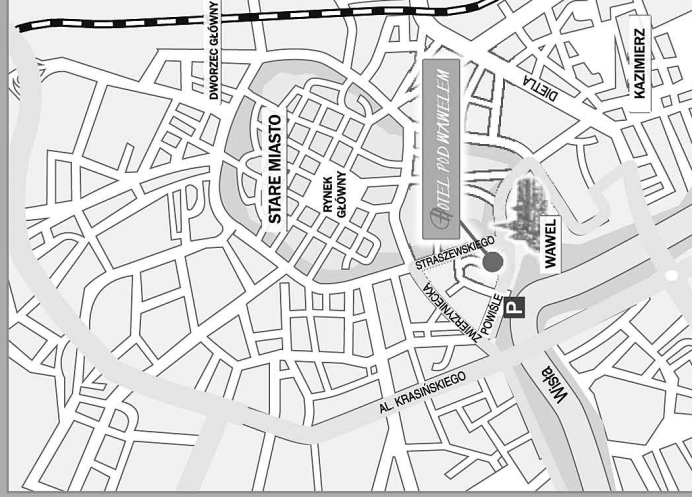 DWORZEC GŁÓWNY
STARE MIASTO
RYNEK
GŁÓWNY
HOTEL POD WAWELEM
DIETLA
KAZIMIERZ
STRASZEWSKIEGO
WAWEL
ZWIERZYNIECKA
POWIŚLE
P
AL. KRASIŃSKIEGO
Wisła